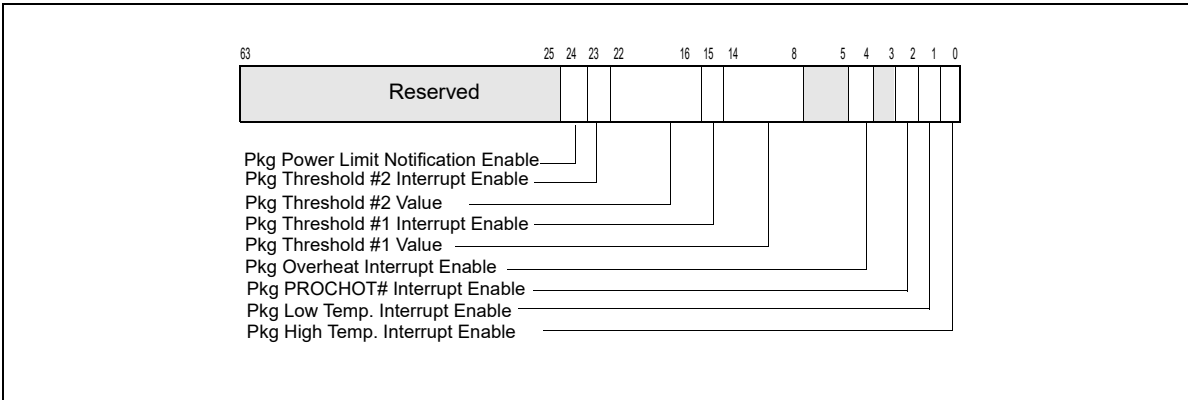 63 25 24 23 22 16 15 14 8 5 4 3 2 1 0
Reserved
Pkg Power Limit Notification Enable
Pkg Threshold #2 Interrupt Enable
Pkg Threshold #2 Value
Pkg Threshold #1 Interrupt Enable
Pkg Threshold #1 Value
Pkg Overheat Interrupt Enable
Pkg PROCHOT# Interrupt Enable
Pkg Low Temp. Interrupt Enable
Pkg High Temp. Interrupt Enable